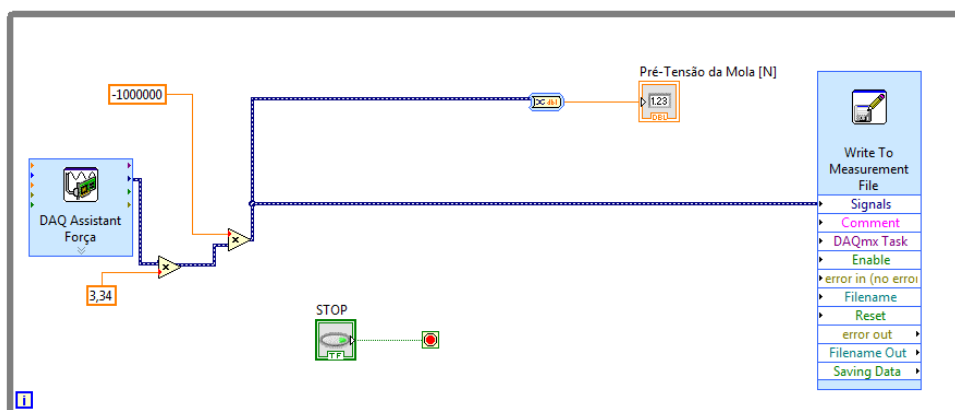 Pré-Tensão da Mola [N]
-1000000
1.23
DBL
Write To
Measurement
File
DAQ Assistant
Força
Signals
Comment
DAQmx Task
Enable
error in (no error
Filename
Reset
error out
Filename Out
Saving Data
3,34
STOP
TF
i